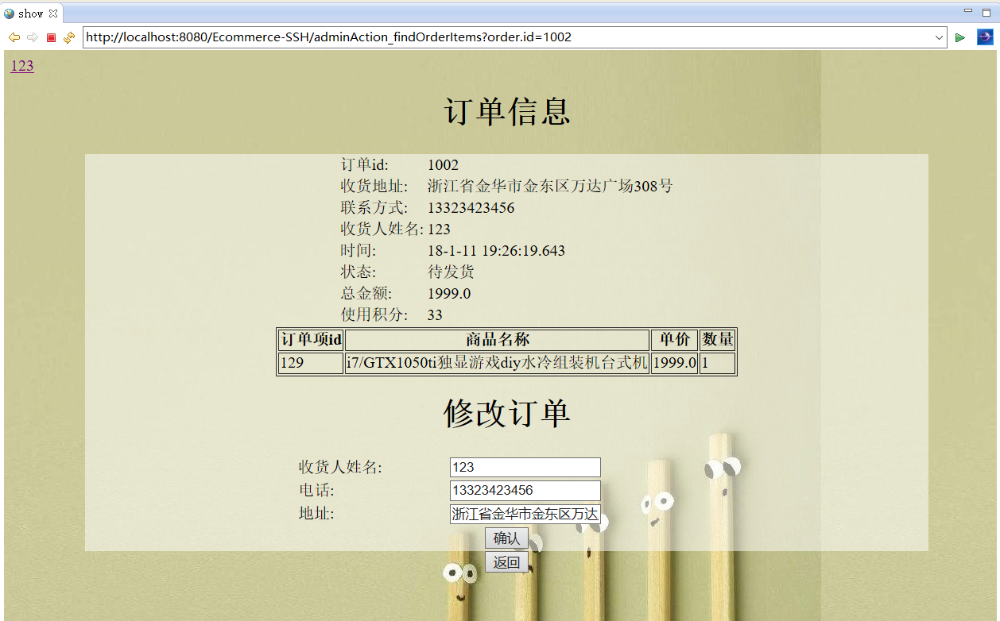 show
http://localhost:8080/Ecommerce-SSH/adminAction_findOrderItems?order.id=1002
123
订单信息
订单id: 1002
收货地址: 浙江省金华市金东区万达广场308号
联系方式: 13323423456
收货人姓名: 123
时间: 18-1-11 19:26:19.643
状态: 待发货
总金额: 1999.0
使用积分: 33
订单项id 商品名称 单价 数量
129 i7/GTX1050ti独显游戏diy水冷组装机台式机 1999.0 1
修改订单
收货人姓名: 123
电话: 13323423456
地址: 浙江省金华市金东区万达
确认
返回